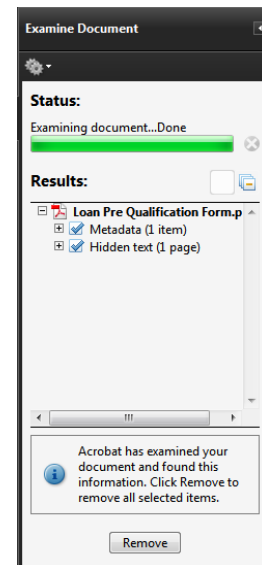 Examine Document
Status:
Examining document...Done
Results:
Loan Pre Qualification Form.p
Metadata (1 item)
Hidden text (1 page)
Acrobat has examined your
document and found this
information. Click Remove to
remove all selected items.
Remove